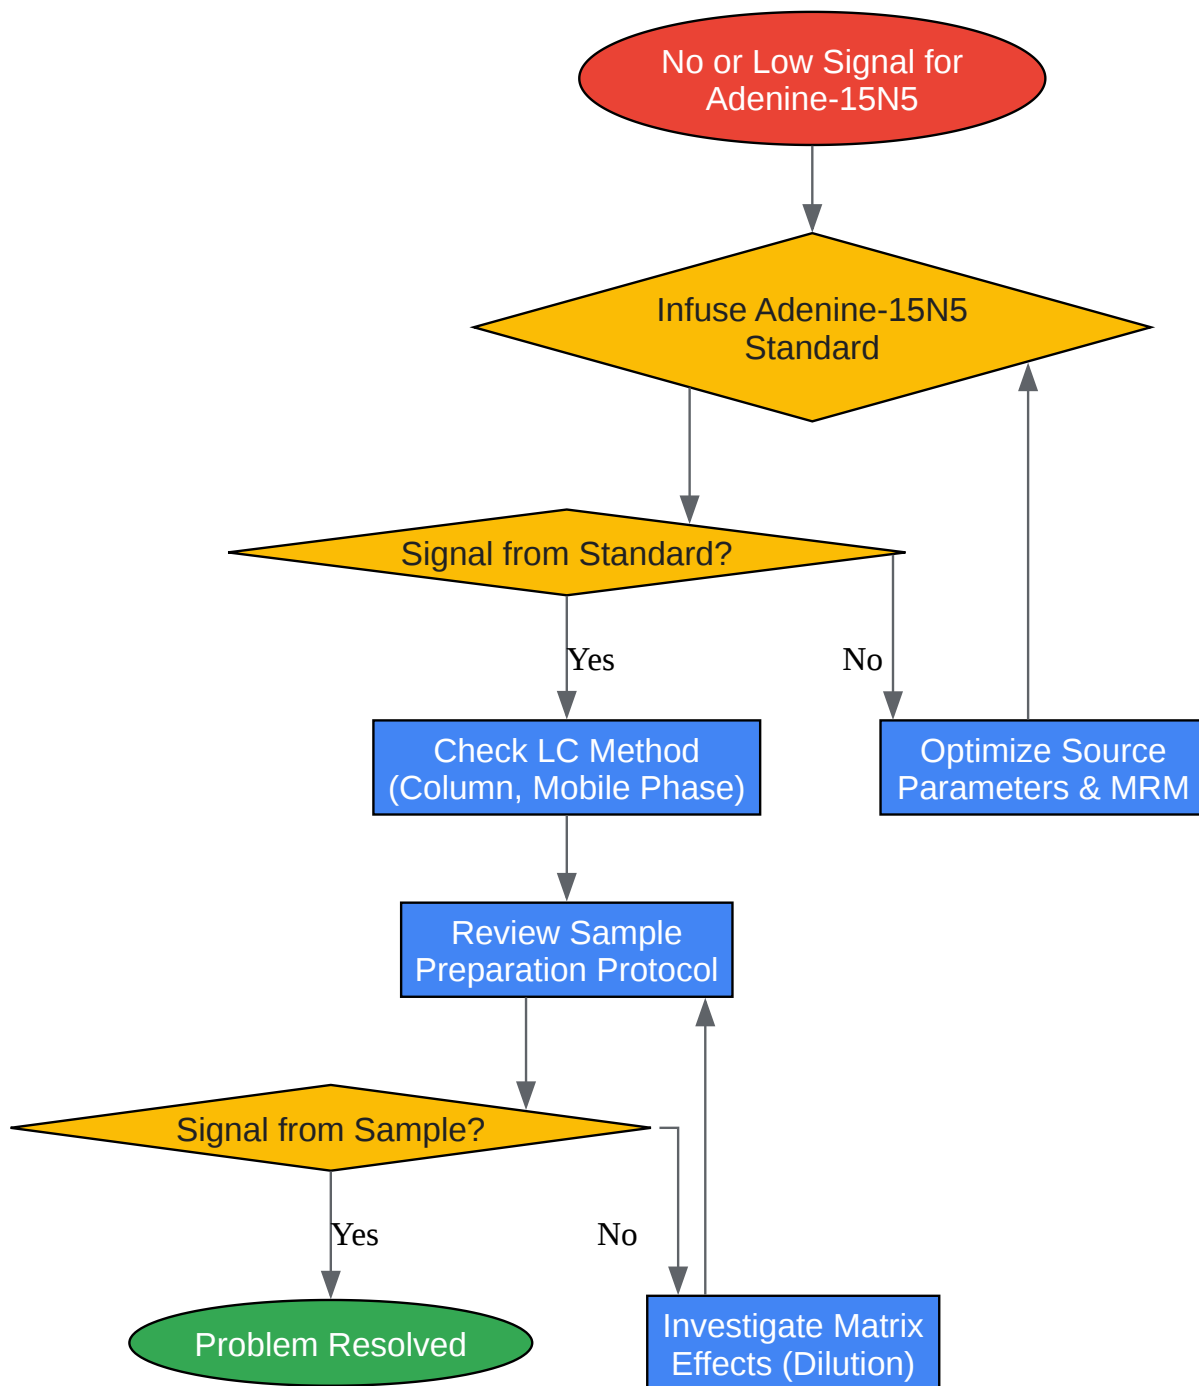 No or Low Signal for
Adenine-15N5
Infuse Adenine-15N5
Standard
Signal from Standard?
Yes
No
Check LC Method
(Column, Mobile Phase)
Optimize Source
Parameters & MRM
Review Sample
Preparation Protocol
Signal from Sample?
Yes
No
Problem Resolved
Investigate Matrix
Effects (Dilution)